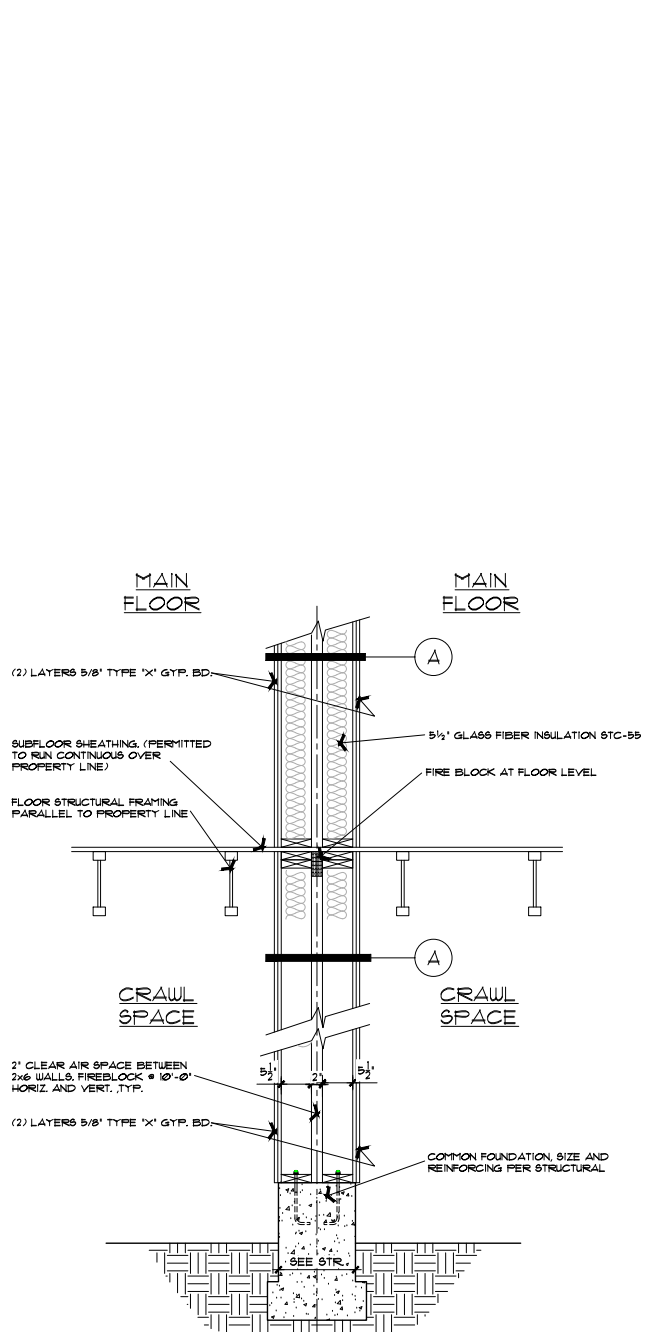 MAIN
FLOOR
MAIN
FLOOR
A
(2) LAYERS 5/8" TYPE "X" GYP. BD.
5½" GLASS FIBER INSULATION STC-55
SUBFLOOR SHEATHING. (PERMITTED
TO RUN CONTINUOUS OVER
PROPERTY LINE)
FIRE BLOCK AT FLOOR LEVEL
FLOOR STRUCTURAL FRAMING
PARALLEL TO PROPERTY LINE
A
CRAWL
SPACE
CRAWL
SPACE
2" CLEAR AIR SPACE BETWEEN
2x6 WALLS. FIREBLOCK @ 10'-0"
HORIZ. AND VERT. ,TYP.
5½"
2"
5½"
(2) LAYERS 5/8" TYPE "X" GYP. BD.
COMMON FOUNDATION, SIZE AND
REINFORCING PER STRUCTURAL
SEE STR.